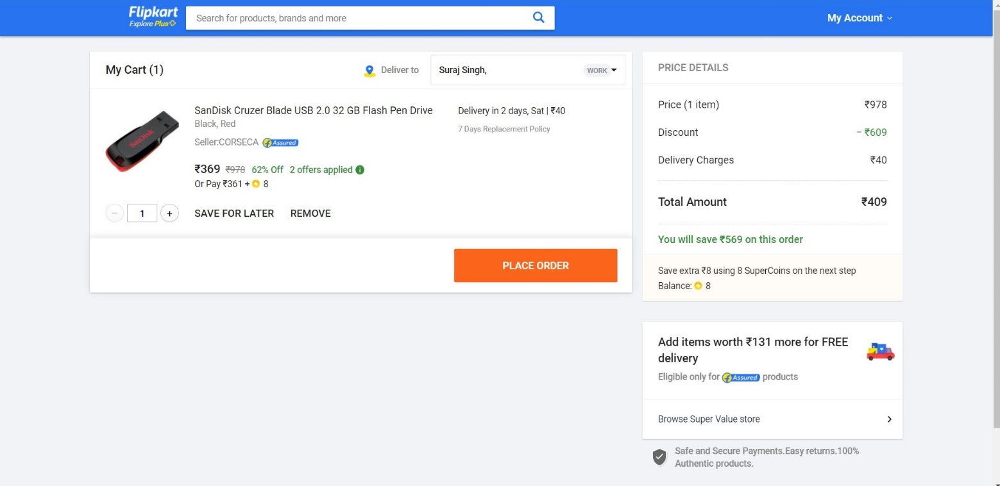 Flipkart
Explore Plus
Search for products, brands and more
My Account
My Cart (1)
Deliver to
Suraj Singh,
WORK
SanDisk Cruzer Blade USB 2.0 32 GB Flash Pen Drive
Black, Red
Seller:CORSECA Assured
SanDisk
₹369 ₹978 62% Off 2 offers applied
Or Pay ₹361 + 8
Delivery in 2 days, Sat | ₹40
7 Days Replacement Policy
− 1 + SAVE FOR LATER REMOVE
PLACE ORDER
PRICE DETAILS
Price (1 item) ₹978
Discount − ₹609
Delivery Charges ₹40
Total Amount ₹409
You will save ₹569 on this order
Save extra ₹8 using 8 SuperCoins on the next step
Balance: 8
Add items worth ₹131 more for FREE
delivery
Eligible only for Assured products
Browse Super Value store
Safe and Secure Payments.Easy returns.100%
Authentic products.